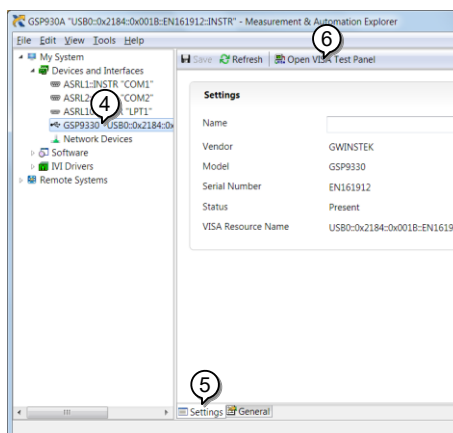 GSP930A "USB0::0x2184::0x001B::EN161912::INSTR" - Measurement & Automation Explorer
File Edit View Tools Help
6
My System
Save Refresh Open VISA Test Panel
Devices and Interfaces
ASRL1::INSTR "COM1"
Settings
ASRL2 "COM2"
4
ASRL10 "LPT1"
Name
GSP9330 "USB0::0x2184::0x
Network Devices
Vendor GWINSTEK
Software
Model GSP9330
IVI Drivers
Remote Systems
Serial Number EN161912
Status Present
VISA Resource Name USB0::0x2184::0x001B::EN1619
5
Settings General